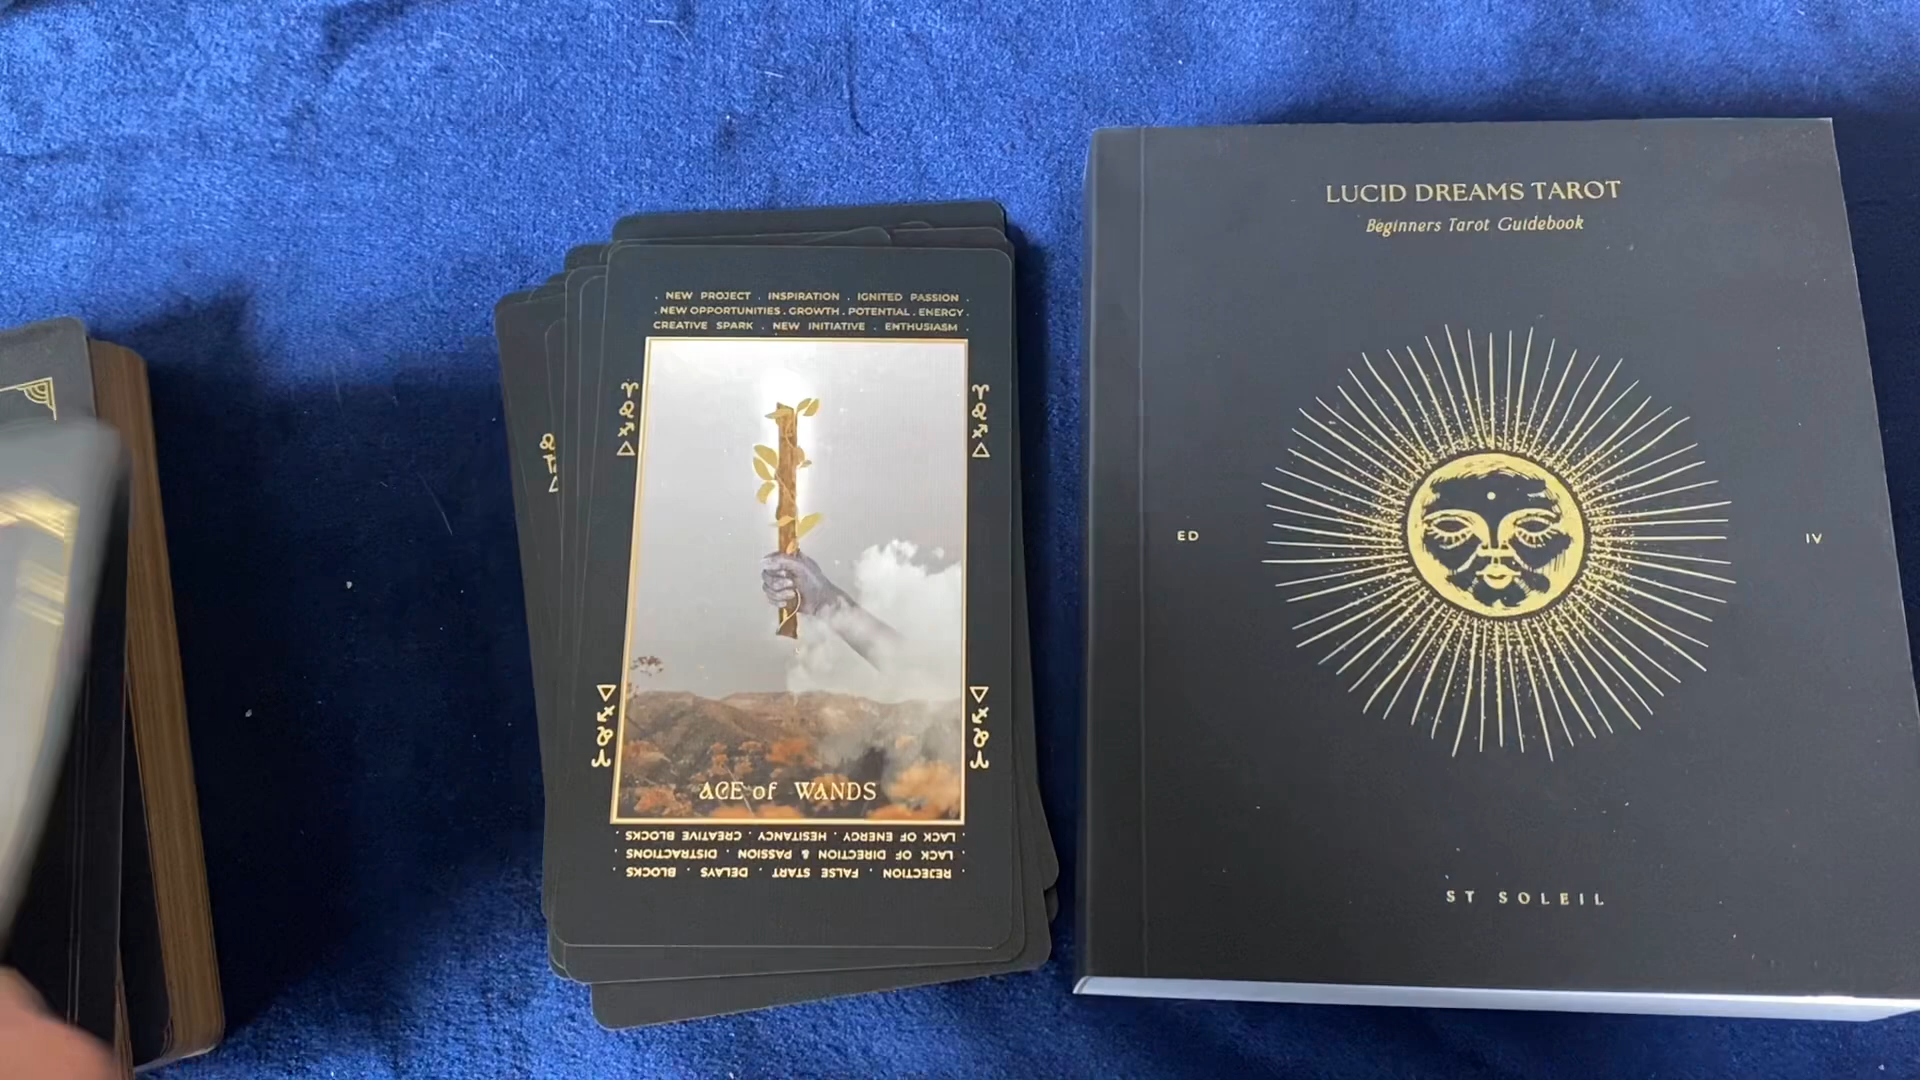 . NEW PROJECT . INSPIRATION . IGNITED PASSION .
. NEW OPPORTUNITIES . GROWTH . POTENTIAL . ENERGY .
CREATIVE SPARK . NEW INITIATIVE . ENTHUSIASM .
ACE of WANDS
. LACK OF ENERGY . HESITANCY . CREATIVE BLOCKS .
. LACK OF DIRECTION & PASSION . DISTRACTIONS .
. REJECTION . FALSE START . DELAYS . BLOCKS .
LUCID DREAMS TAROT
Beginners Tarot Guidebook
ED
IV
ST SOLEIL